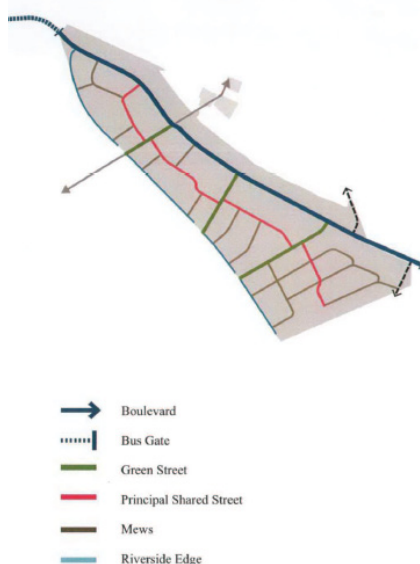 Boulevard
Bus Gate
Green Street
Principal Shared Street
Mews
Riverside Edge